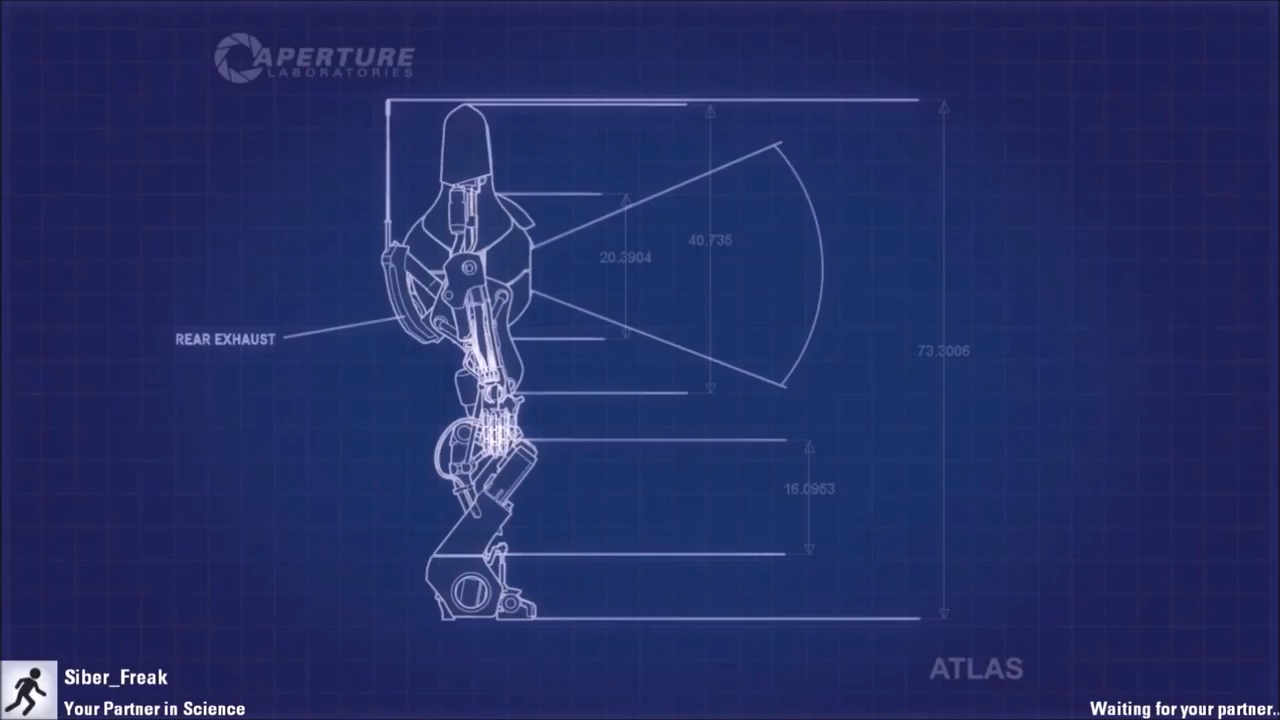 APERTURE
LABORATORIES
40.735
20.3904
REAR EXHAUST
73.3006
16.0953
ATLAS
Siber_Freak
Your Partner in Science
Waiting for your partner..